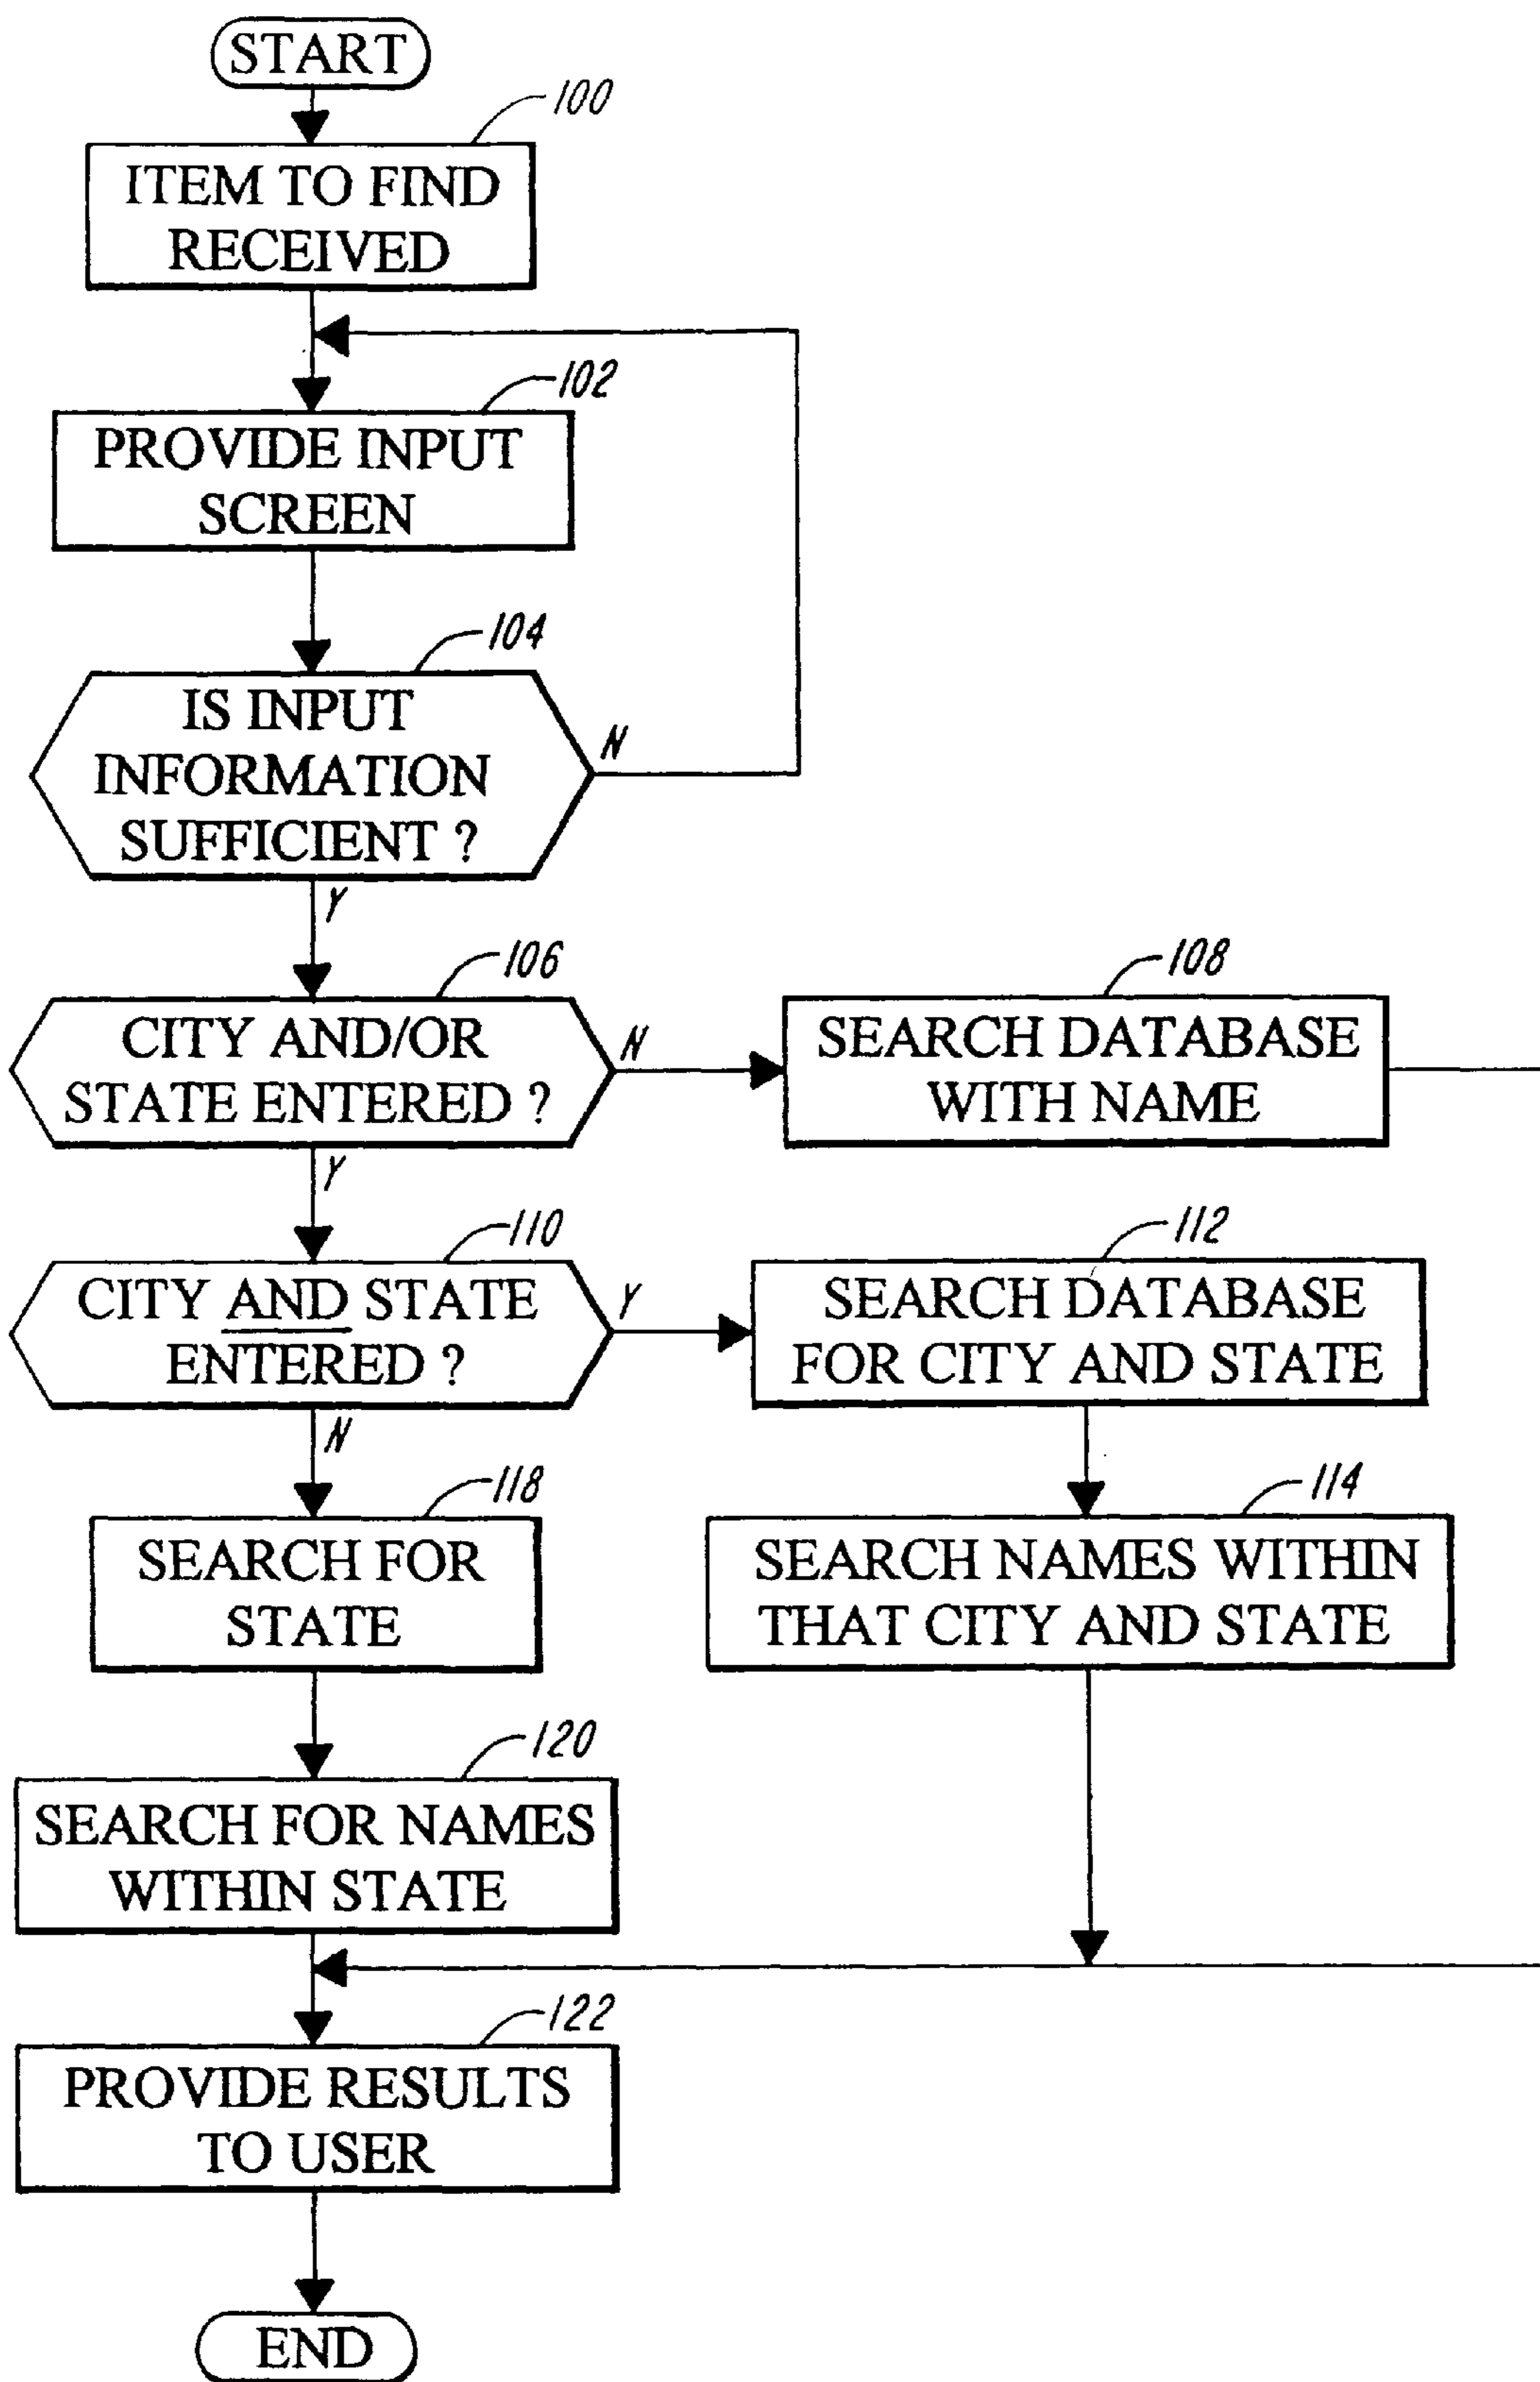 START
100
ITEM TO FIND
RECEIVED
102
PROVIDE INPUT
SCREEN
104
IS INPUT
INFORMATION
SUFFICIENT ?
N
Y
106
CITY AND/OR
STATE ENTERED ?
N
Y
108
SEARCH DATABASE
WITH NAME
110
CITY AND STATE
ENTERED ?
Y
N
112
SEARCH DATABASE
FOR CITY AND STATE
118
SEARCH FOR
STATE
114
SEARCH NAMES WITHIN
THAT CITY AND STATE
120
SEARCH FOR NAMES
WITHIN STATE
122
PROVIDE RESULTS
TO USER
END